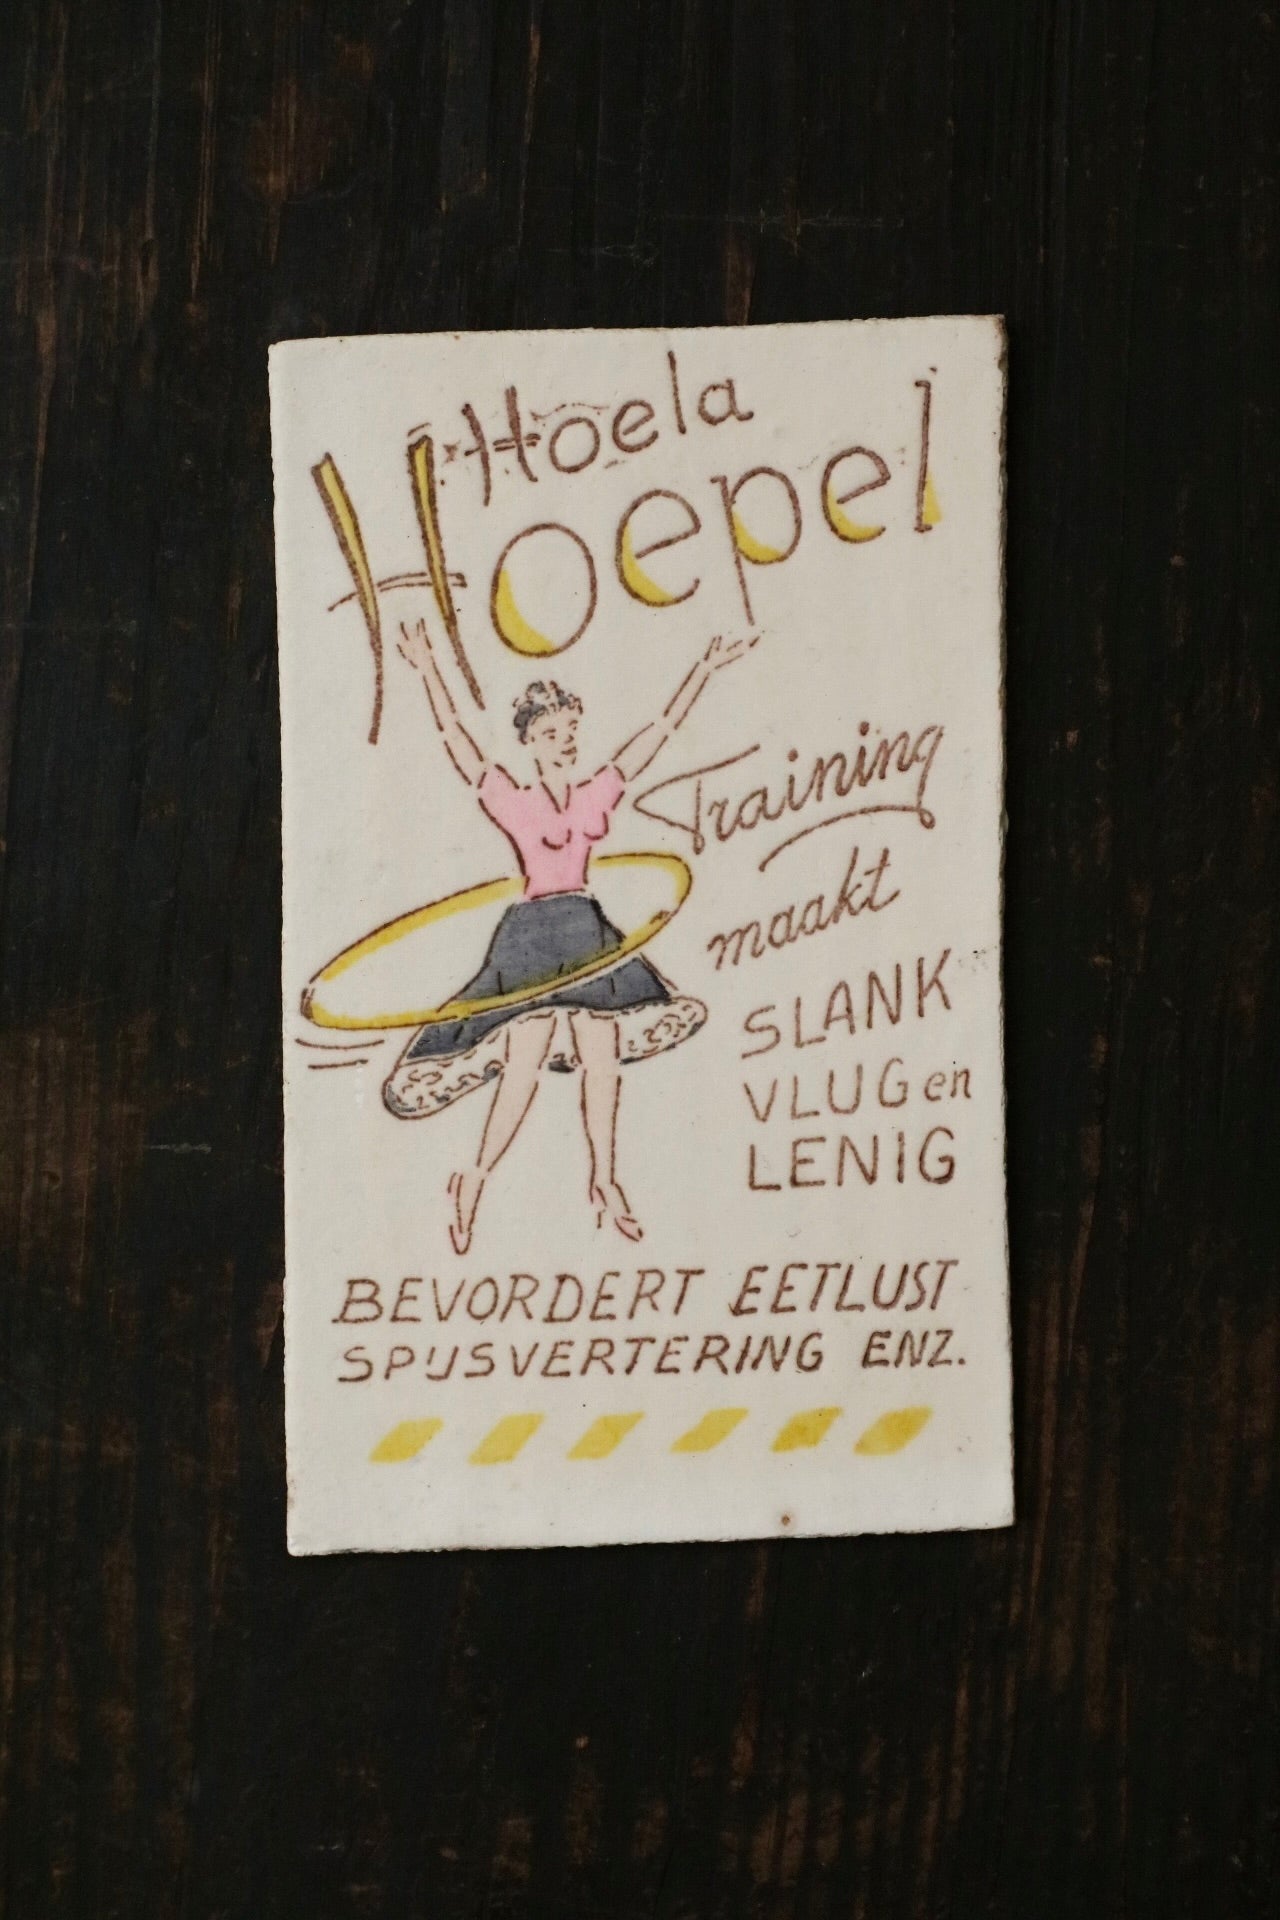 Hoela
Hoepel
Training
maakt
SLANK
VLUG en
LENIG
BEVORDERT EETLUST
SPIJSVERTERING ENZ.